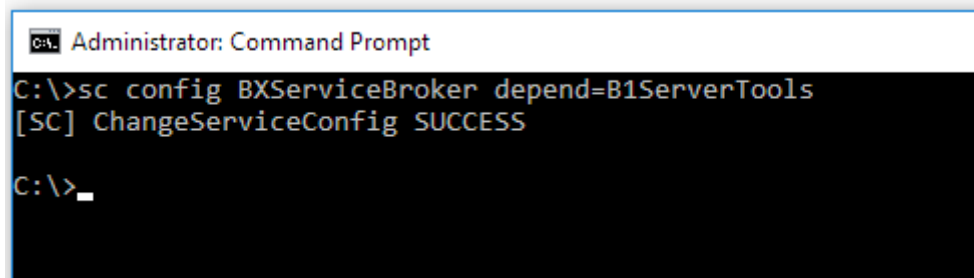 Administrator: Command Prompt
C:\>sc config BXServiceBroker depend=B1ServerTools
[SC] ChangeServiceConfig SUCCESS
C:\>